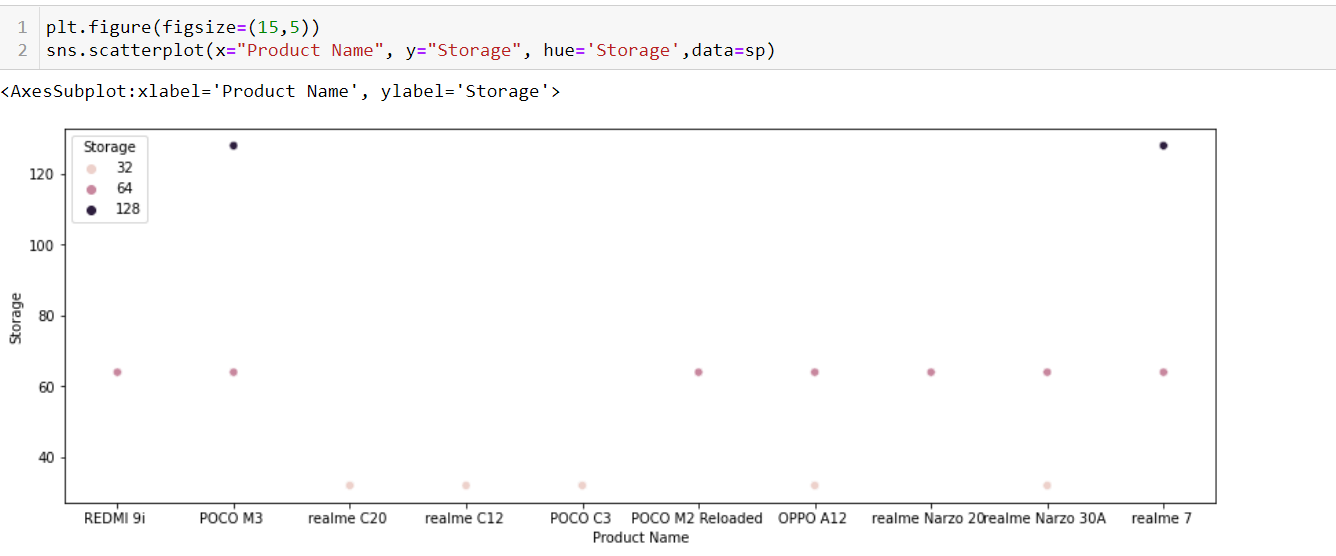 1 plt.figure(figsize=(15,5))
2 sns.scatterplot(x="Product Name", y="Storage", hue='Storage',data=sp)
<AxesSubplot:xlabel='Product Name', ylabel='Storage'>
Storage
32
64
128
120
100
80
60
40
Storage
REDMI 9i POCO M3 realme C20 realme C12 POCO C3 POCO M2 Reloaded OPPO A12 realme Narzo 20 realme Narzo 30A realme 7
Product Name